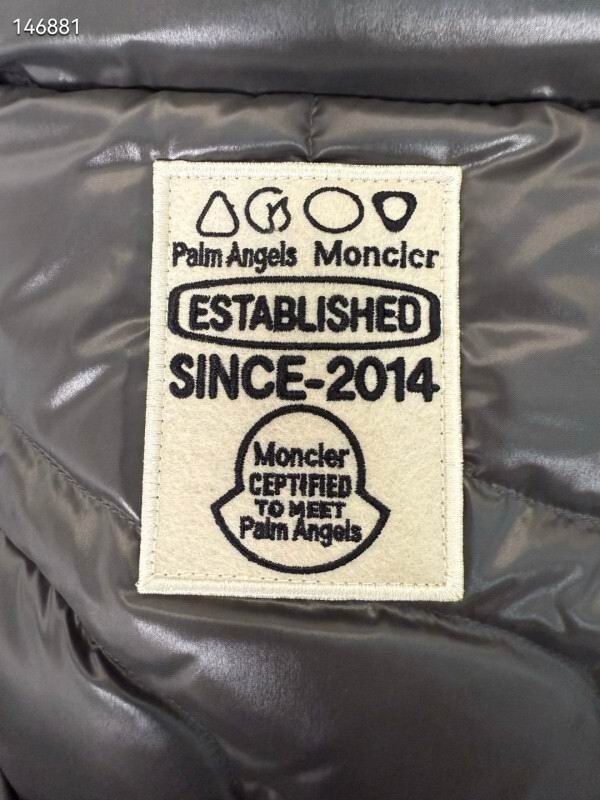 146881
Palm Angels Moncler
ESTABLISHED
SINCE-2014
Moncler
CEPTIFIED
TO MEET
Palm Angels